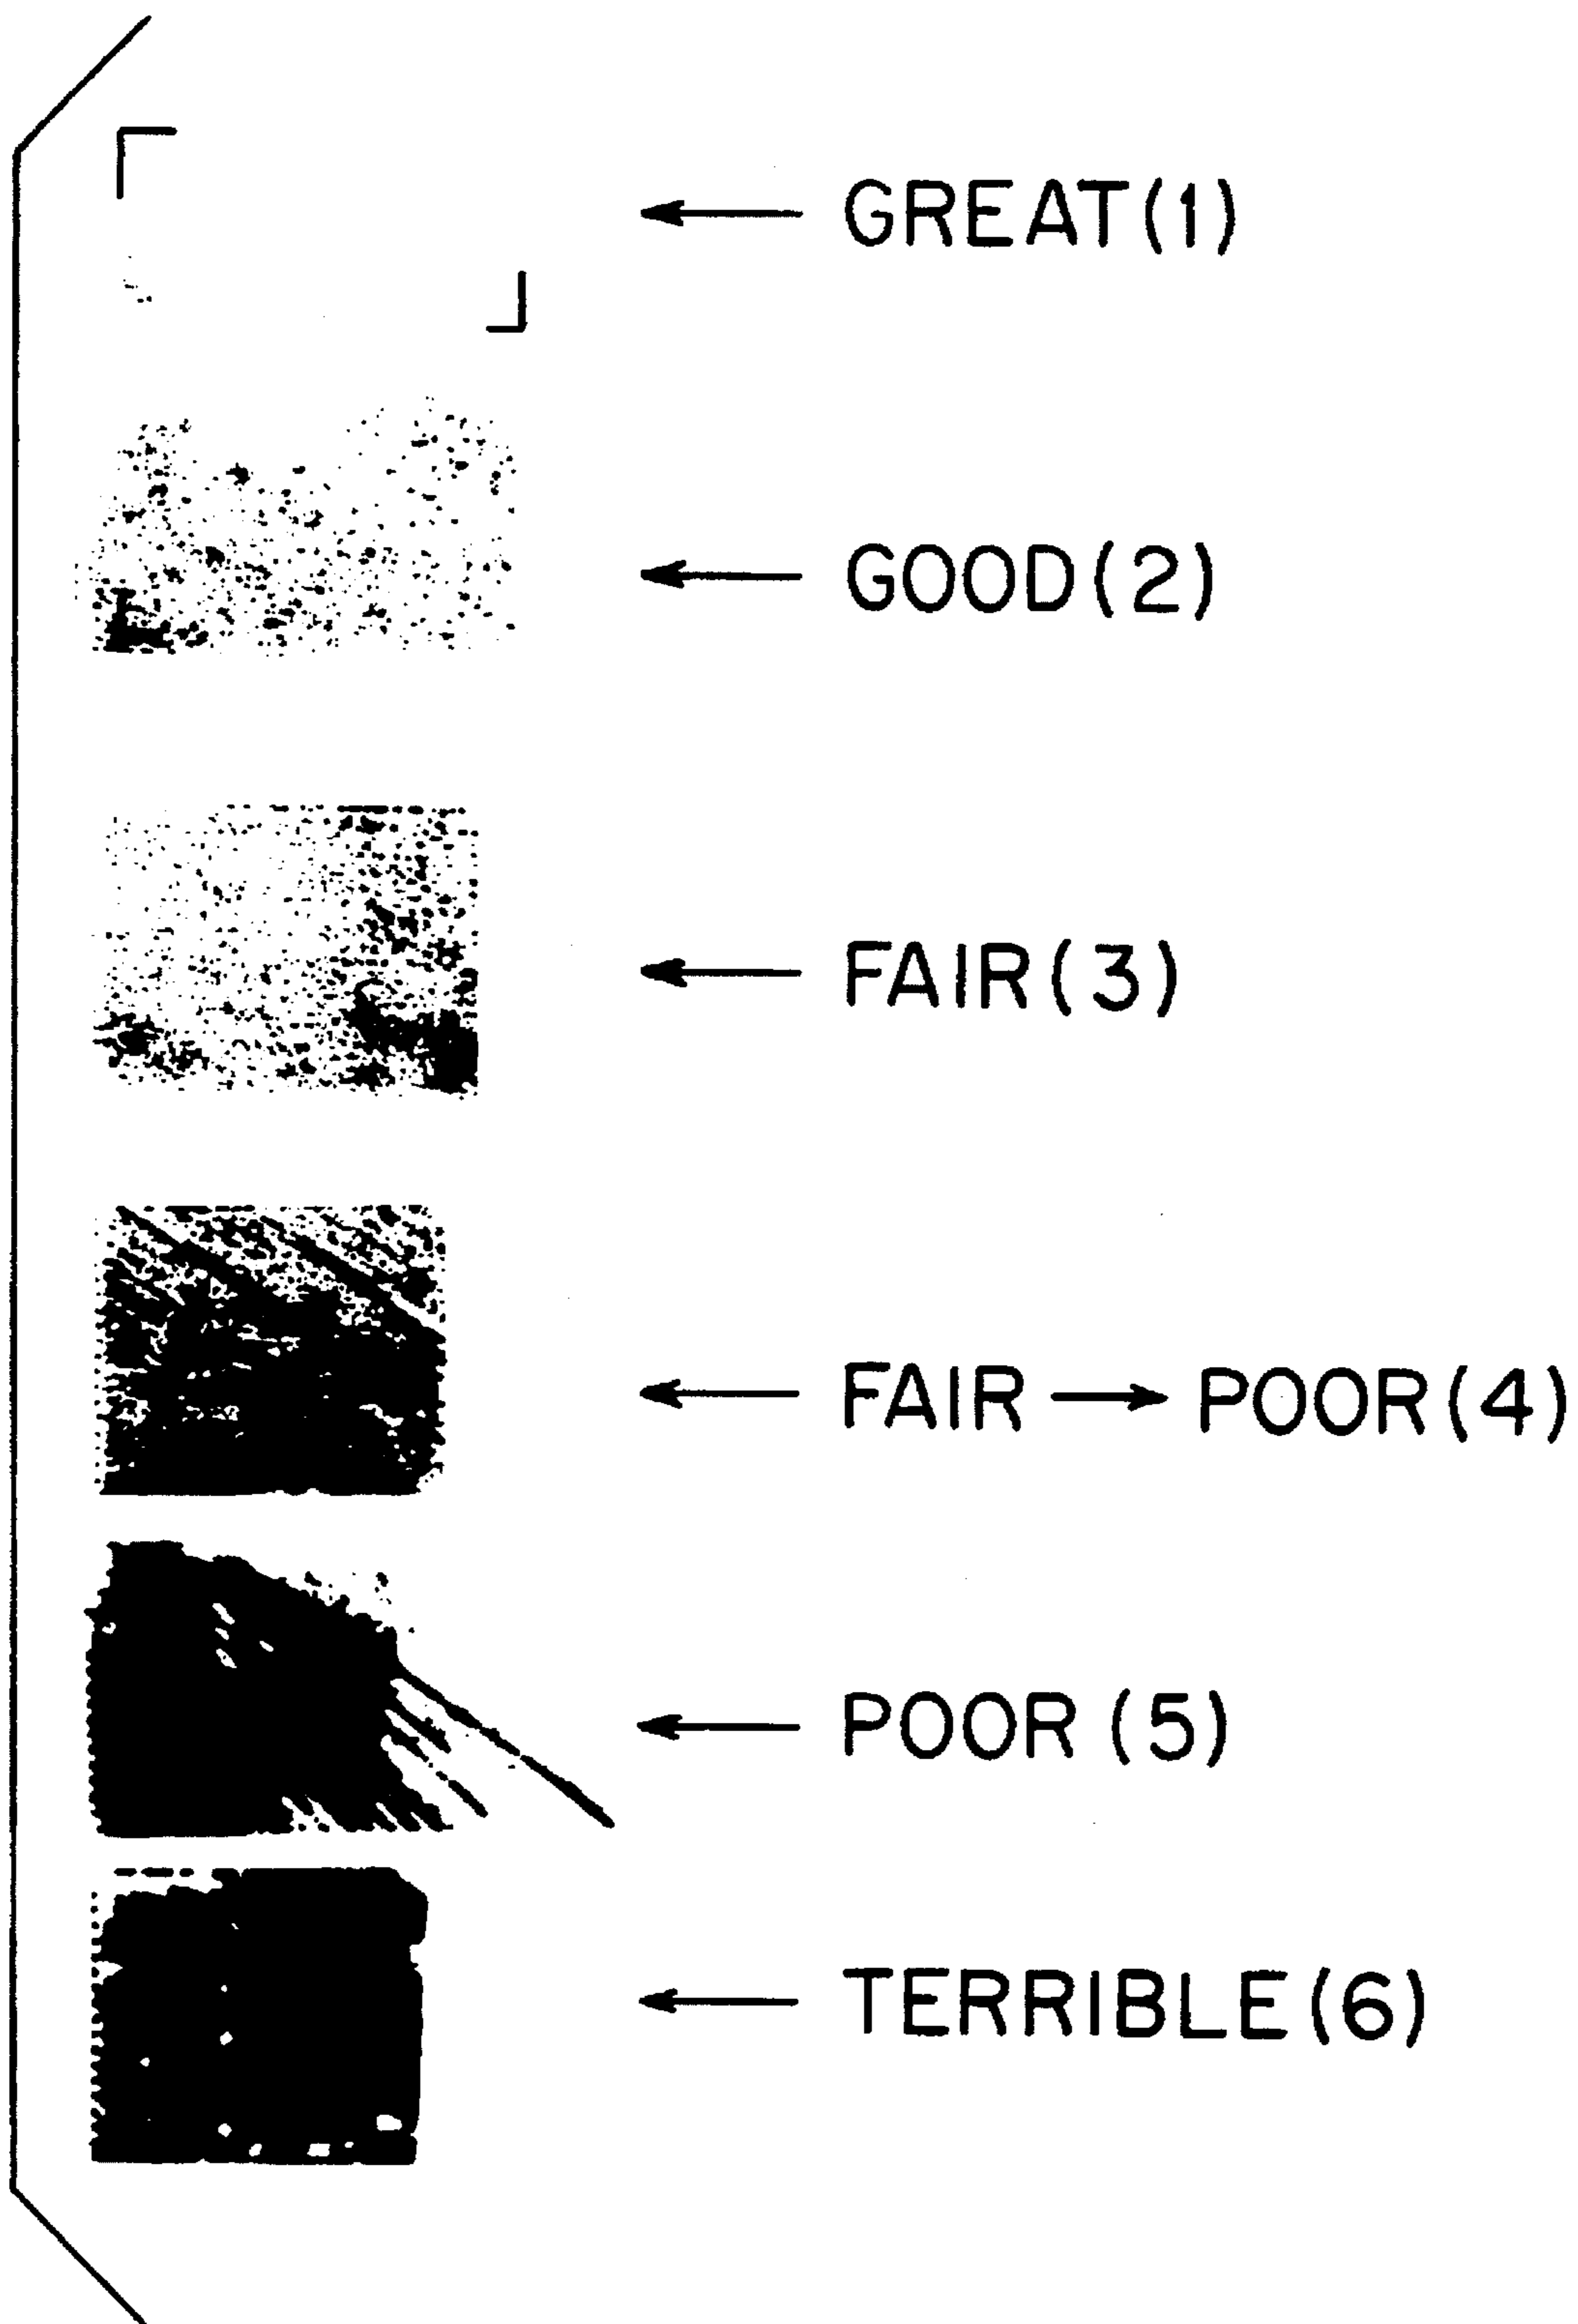 GREAT(1)
GOOD(2)
FAIR(3)
FAIR → POOR(4)
POOR (5)
TERRIBLE(6)